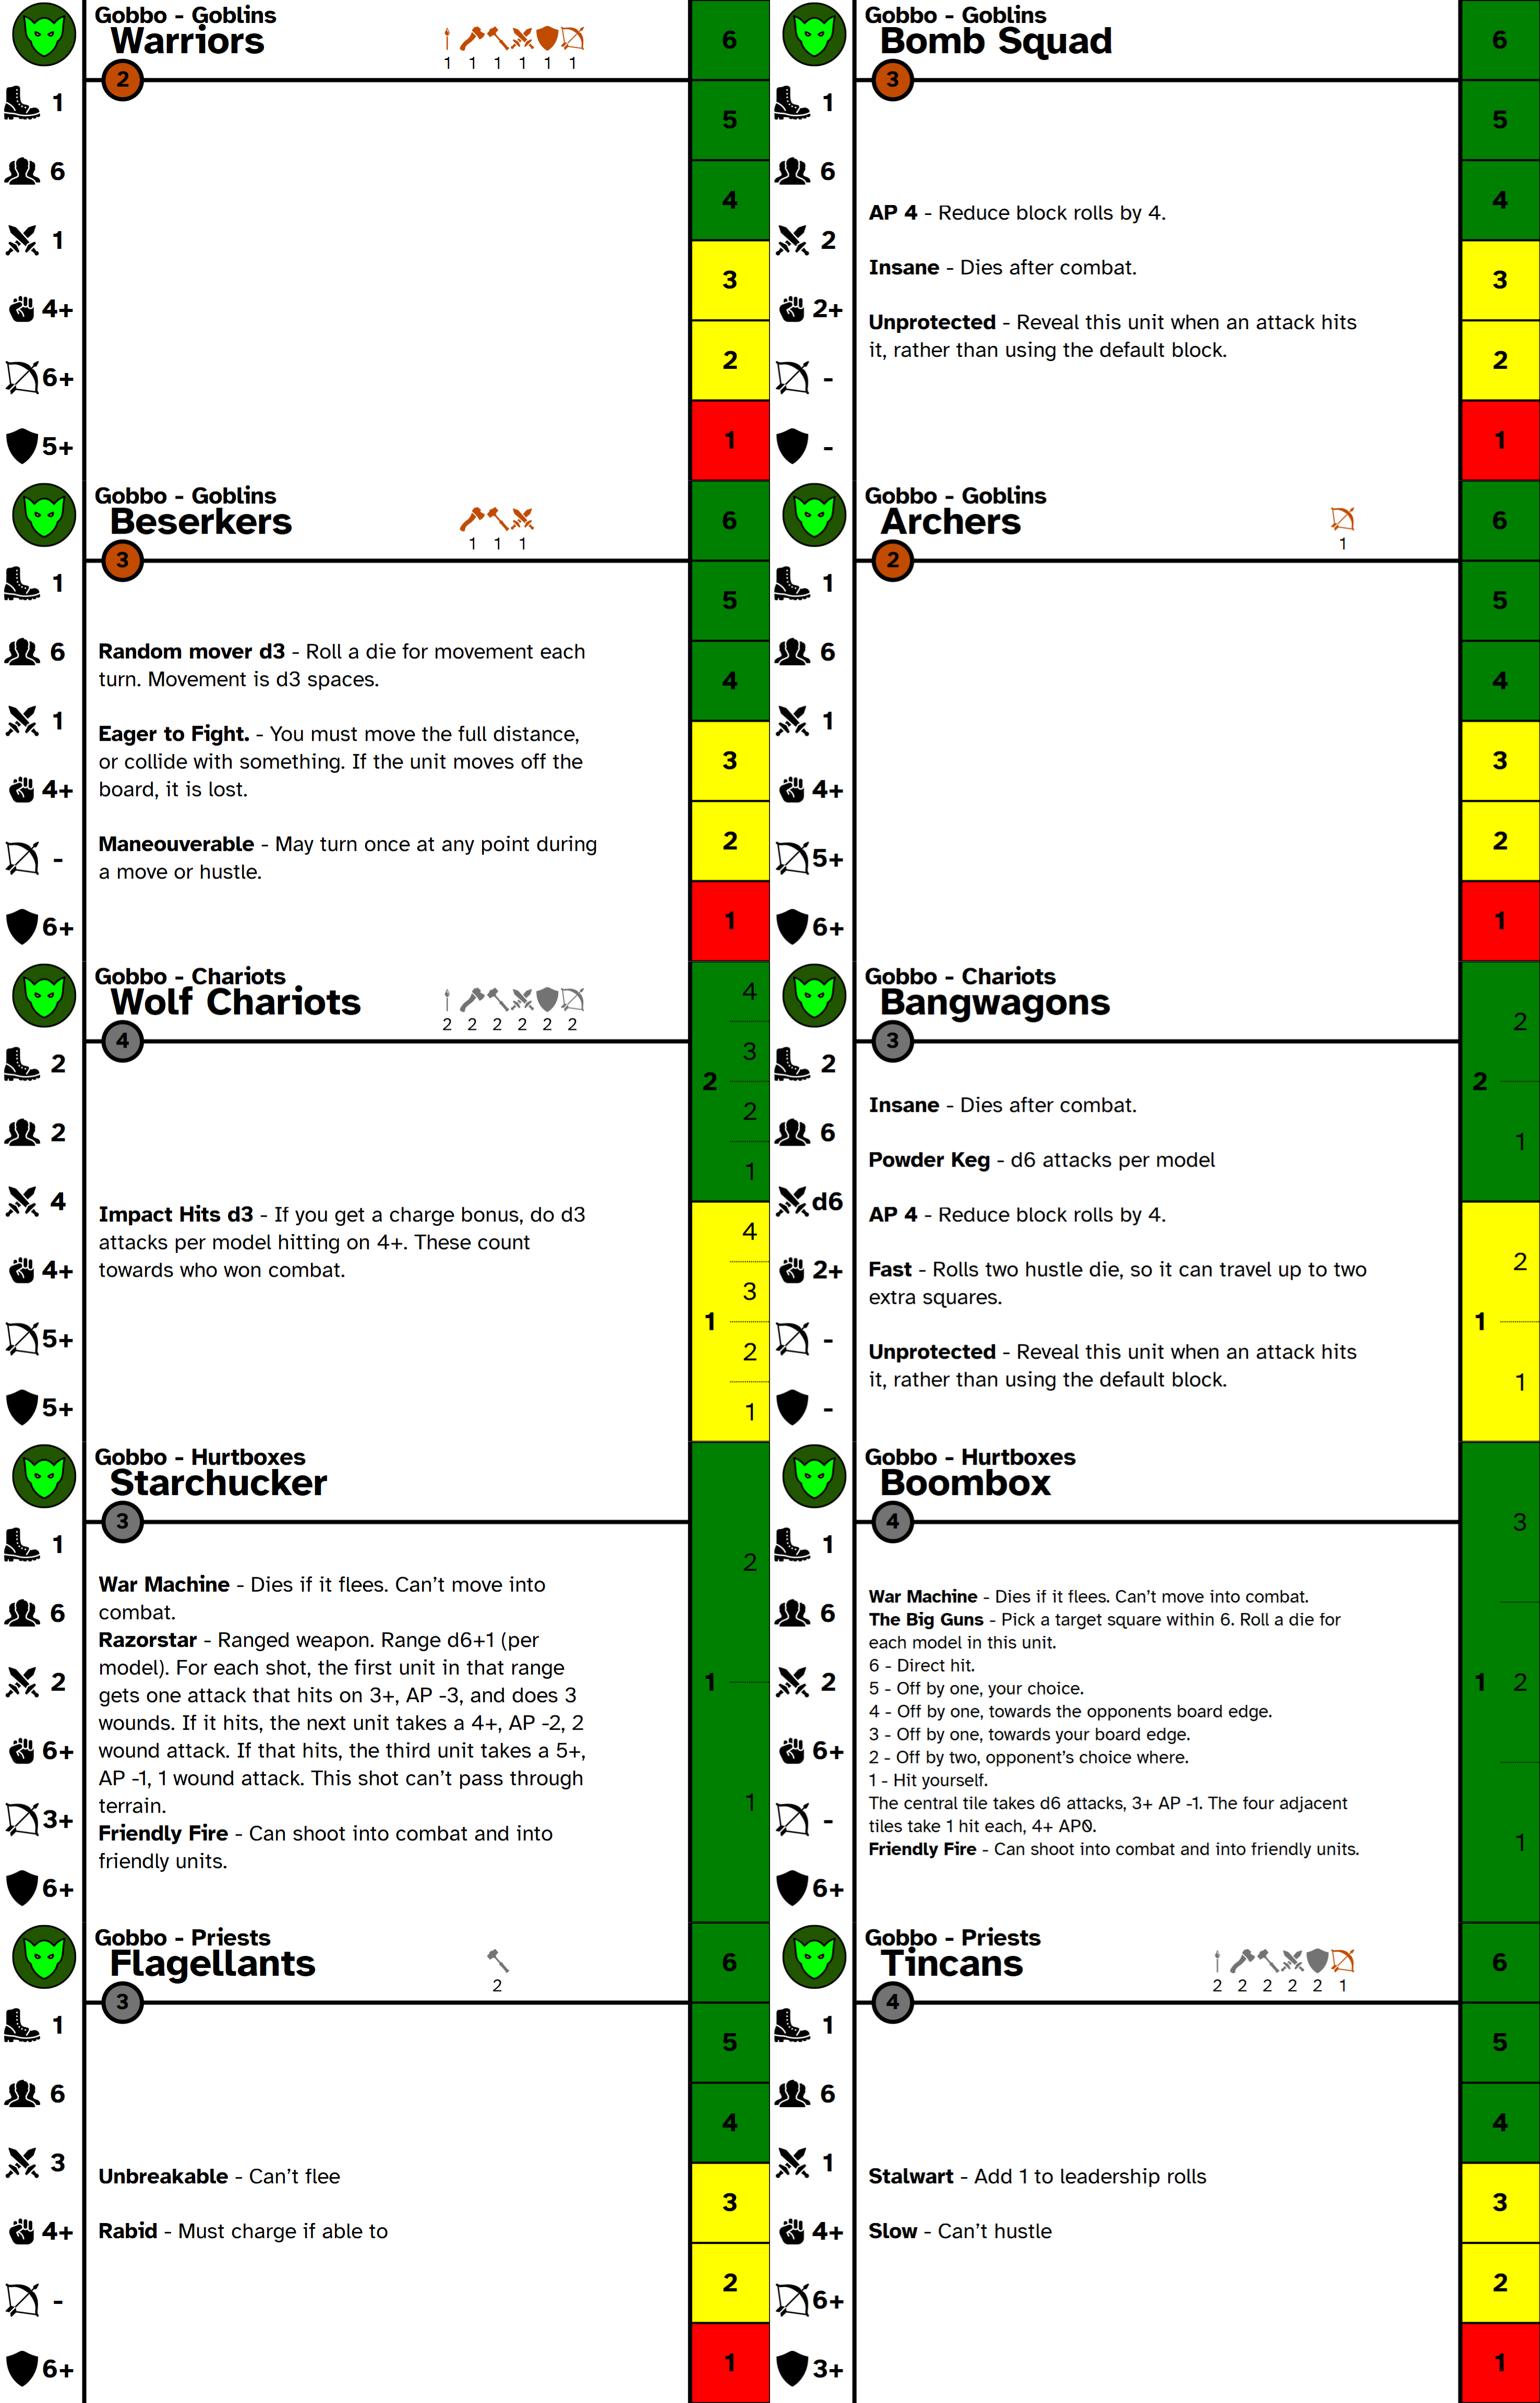 Gobbo - Goblins
Warriors
1 1 1 1 1 1
2
1
6
1
4+
6+
5+
6
5
4
3
2
1
Gobbo - Goblins
Bomb Squad
3
1
6
2
2+
-
-
AP 4 - Reduce block rolls by 4.
Insane - Dies after combat.
Unprotected - Reveal this unit when an attack hits
it, rather than using the default block.
6
5
4
3
2
1
Gobbo - Goblins
Beserkers
1 1 1
3
1
6
1
4+
-
6+
Random mover d3 - Roll a die for movement each
turn. Movement is d3 spaces.
Eager to Fight. - You must move the full distance,
or collide with something. If the unit moves off the
board, it is lost.
Maneouverable - May turn once at any point during
a move or hustle.
6
5
4
3
2
1
Gobbo - Goblins
Archers
1
2
1
6
1
4+
5+
6+
6
5
4
3
2
1
Gobbo - Chariots
Wolf Chariots
2 2 2 2 2 2
4
2
2
4
4+
5+
5+
Impact Hits d3 - If you get a charge bonus, do d3
attacks per model hitting on 4+. These count
towards who won combat.
2
4
3
2
1
1
4
3
2
1
Gobbo - Chariots
Bangwagons
3
2
6
d6
2+
-
-
Insane - Dies after combat.
Powder Keg - d6 attacks per model
AP 4 - Reduce block rolls by 4.
Fast - Rolls two hustle die, so it can travel up to two
extra squares.
Unprotected - Reveal this unit when an attack hits
it, rather than using the default block.
2
2
1
1
2
1
Gobbo - Hurtboxes
Starchucker
3
1
6
2
6+
3+
6+
War Machine - Dies if it flees. Can't move into
combat.
Razorstar - Ranged weapon. Range d6+1 (per
model). For each shot, the first unit in that range
gets one attack that hits on 3+, AP -3, and does 3
wounds. If it hits, the next unit takes a 4+, AP -2, 2
wound attack. If that hits, the third unit takes a 5+,
AP -1, 1 wound attack. This shot can't pass through
terrain.
Friendly Fire - Can shoot into combat and into
friendly units.
1
2
1
Gobbo - Hurtboxes
Boombox
4
1
6
2
6+
-
6+
War Machine - Dies if it flees. Can't move into combat.
The Big Guns - Pick a target square within 6. Roll a die for
each model in this unit.
6 - Direct hit.
5 - Off by one, your choice.
4 - Off by one, towards the opponents board edge.
3 - Off by one, towards your board edge.
2 - Off by two, opponent's choice where.
1 - Hit yourself.
The central tile takes d6 attacks, 3+ AP -1. The four adjacent
tiles take 1 hit each, 4+ AP0.
Friendly Fire - Can shoot into combat and into friendly units.
1
3
2
1
Gobbo - Priests
Flagellants
2
3
1
6
3
4+
-
6+
Unbreakable - Can't flee
Rabid - Must charge if able to
6
5
4
3
2
1
Gobbo - Priests
Tincans
2 2 2 2 2 1
4
1
6
1
4+
6+
3+
Stalwart - Add 1 to leadership rolls
Slow - Can't hustle
6
5
4
3
2
1